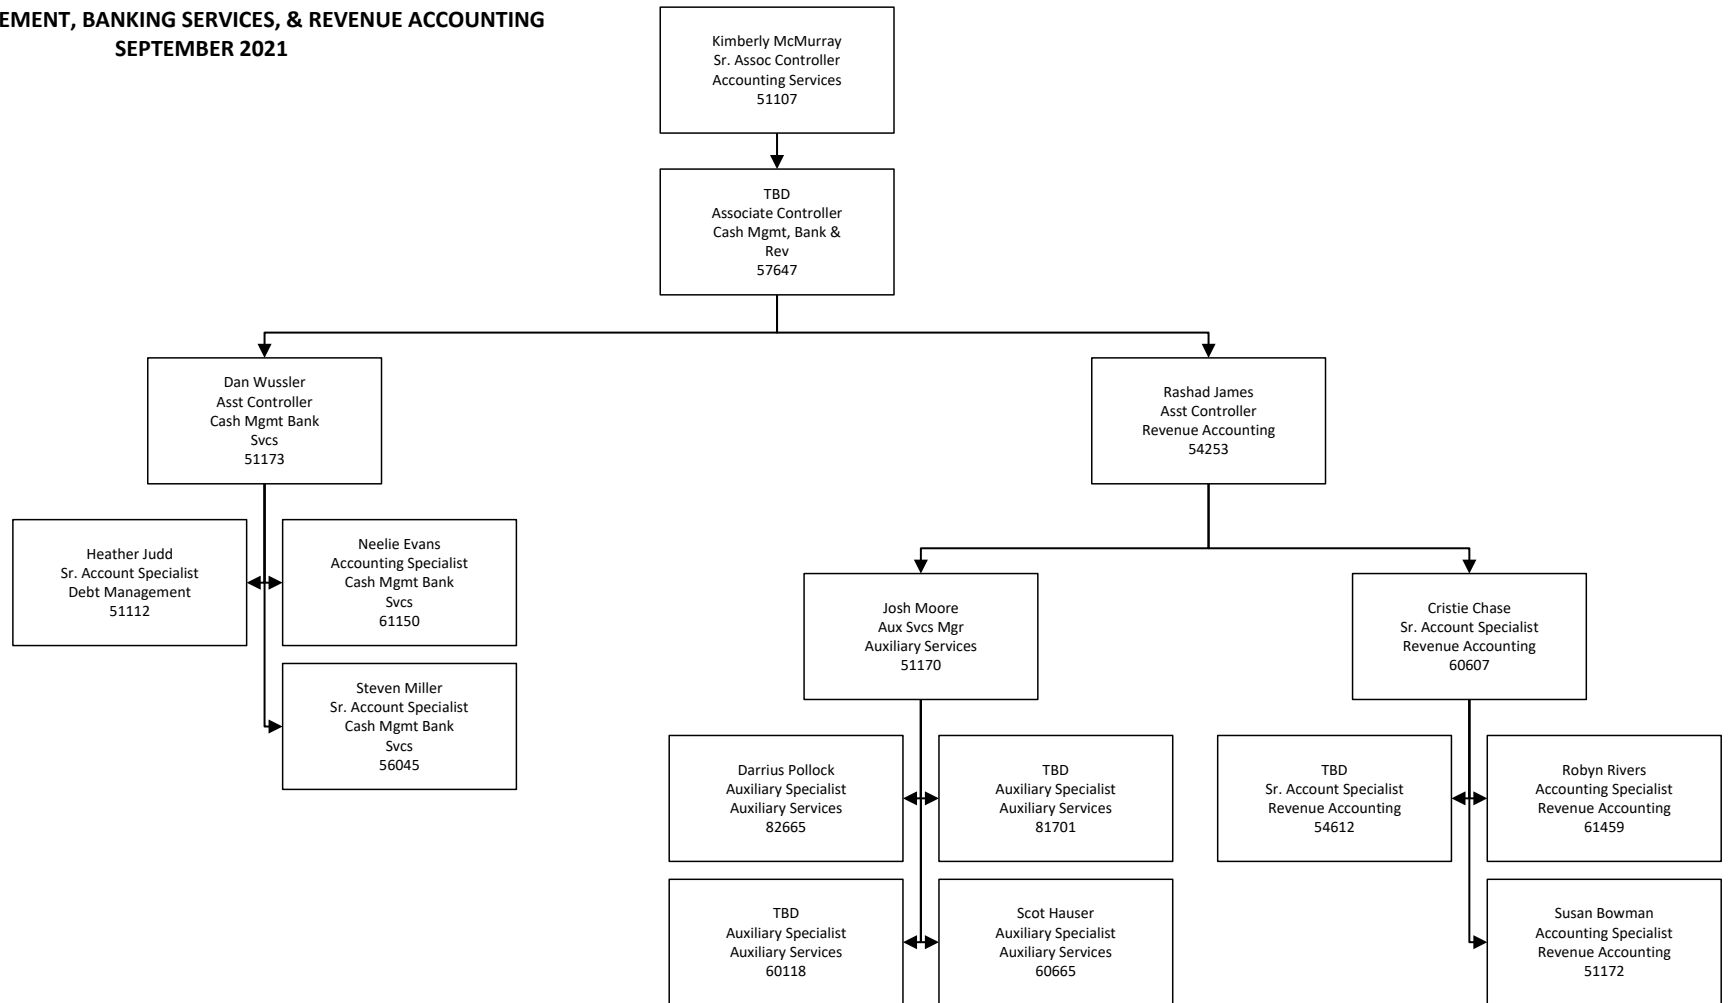 EMENT, BANKING SERVICES, & REVENUE ACCOUNTING
SEPTEMBER 2021
Kimberly McMurray
Sr. Assoc Controller
Accounting Services
51107
TBD
Associate Controller
Cash Mgmt, Bank &
Rev
57647
Dan Wussler
Asst Controller
Cash Mgmt Bank
Svcs
51173
Rashad James
Asst Controller
Revenue Accounting
54253
Heather Judd
Sr. Account Specialist
Debt Management
51112
Neelie Evans
Accounting Specialist
Cash Mgmt Bank
Svcs
61150
Steven Miller
Sr. Account Specialist
Cash Mgmt Bank
Svcs
56045
Josh Moore
Aux Svcs Mgr
Auxiliary Services
51170
Cristie Chase
Sr. Account Specialist
Revenue Accounting
60607
Darrius Pollock
Auxiliary Specialist
Auxiliary Services
82665
TBD
Auxiliary Specialist
Auxiliary Services
81701
TBD
Sr. Account Specialist
Revenue Accounting
54612
Robyn Rivers
Accounting Specialist
Revenue Accounting
61459
TBD
Auxiliary Specialist
Auxiliary Services
60118
Scot Hauser
Auxiliary Specialist
Auxiliary Services
60665
Susan Bowman
Accounting Specialist
Revenue Accounting
51172